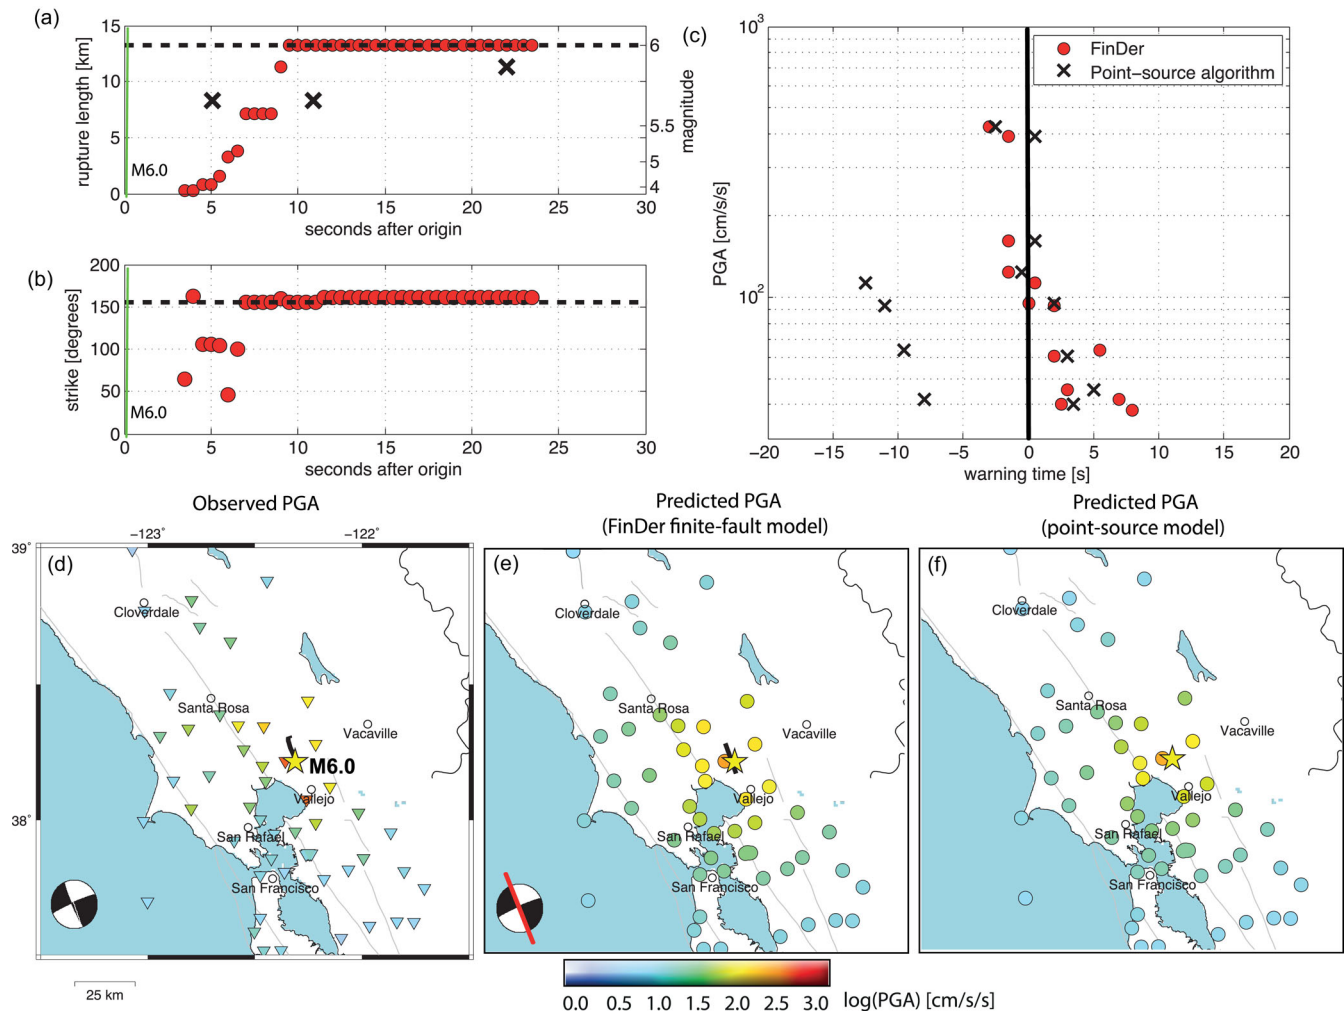 (a)
15
10
5
0
rupture length [km]
M6.0
6
5.5
5
4
magnitude
0 5 10 15 20 25 30
seconds after origin
(b)
200
150
100
50
0
strike [degrees]
M6.0
0 5 10 15 20 25 30
seconds after origin
(c)
10³
10²
PGA [cm/s/s]
FinDer
Point−source algorithm
−20 −15 −10 −5 0 5 10 15 20
warning time [s]
Observed PGA
−123 −122
39°
38°
(d)
Cloverdale
Santa Rosa
Vacaville
M6.0
Vallejo
San Rafael
San Francisco
25 km
Predicted PGA
(FinDer finite-fault model)
(e)
Cloverdale
Santa Rosa
Vacaville
Vallejo
San Rafael
San Francisco
Predicted PGA
(point-source model)
(f)
Cloverdale
Santa Rosa
Vacaville
Vallejo
San Rafael
San Francisco
0.0 0.5 1.0 1.5 2.0 2.5 3.0
log(PGA) [cm/s/s]